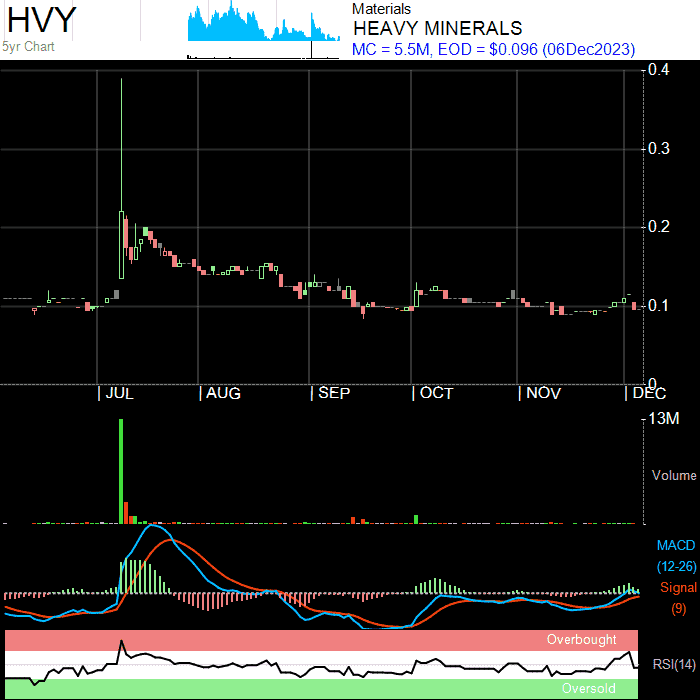 HVY
5yr Chart
Materials
HEAVY MINERALS
MC = 5.5M, EOD = $0.096 (06Dec2023)
0.4
0.3
0.2
0.1
0
| JUL | AUG | SEP | OCT | NOV | DEC
13M
Volume
MACD
(12-26)
Signal
(9)
Overbought
RSI(14)
Oversold